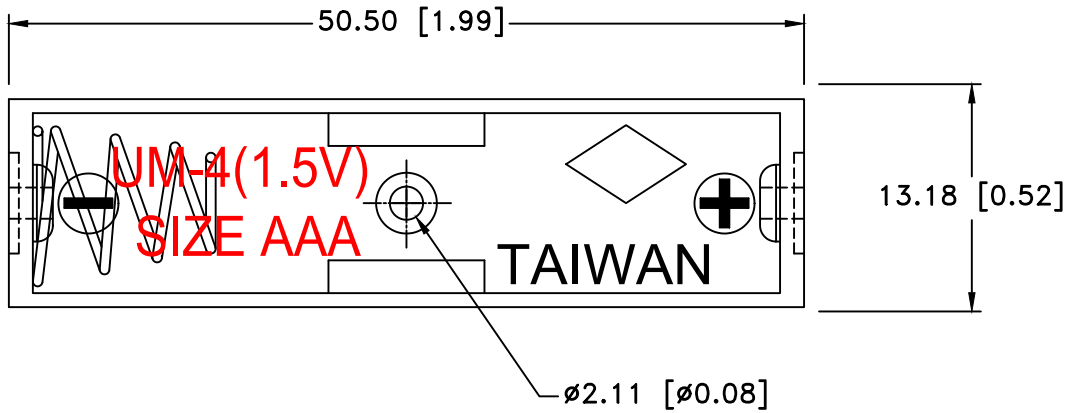 50.50 [1.99]
UM-4(1.5V)
SIZE AAA
13.18 [0.52]
TAIWAN
ø2.11 [ø0.08]